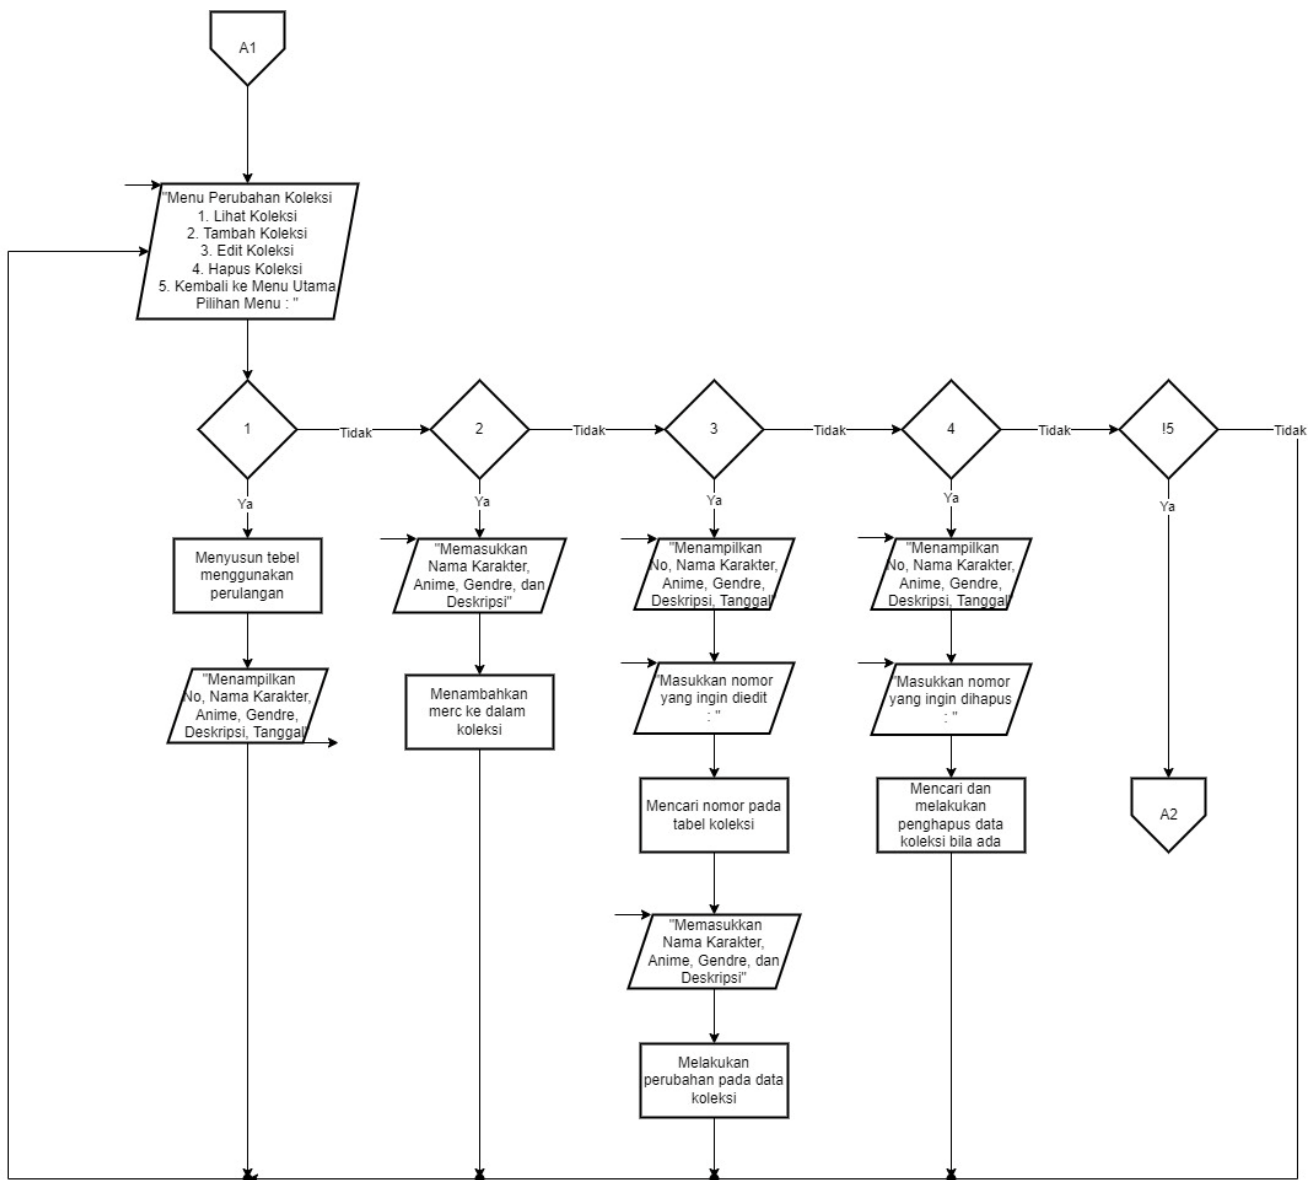 A1
"Menu Perubahan Koleksi
1. Lihat Koleksi
2. Tambah Koleksi
3. Edit Koleksi
4. Hapus Koleksi
5. Kembali ke Menu Utama
Pilihan Menu : "
1
Tidak
2
Tidak
3
Tidak
4
Tidak
!5
Tidak
Ya
Ya
Ya
Ya
Ya
Menyusun tebel
menggunakan
perulangan
"Menampilkan
No, Nama Karakter,
Anime, Gendre,
Deskripsi, Tanggal"
"Memasukkan
Nama Karakter,
Anime, Gendre, dan
Deskripsi"
Menambahkan
merc ke dalam
koleksi
"Menampilkan
No, Nama Karakter,
Anime, Gendre,
Deskripsi, Tanggal"
"Masukkan nomor
yang ingin diedit
: "
Mencari nomor pada
tabel koleksi
"Memasukkan
Nama Karakter,
Anime, Gendre, dan
Deskripsi"
Melakukan
perubahan pada data
koleksi
"Menampilkan
No, Nama Karakter,
Anime, Gendre,
Deskripsi, Tanggal"
"Masukkan nomor
yang ingin dihapus
: "
Mencari dan
melakukan
penghapus data
koleksi bila ada
A2